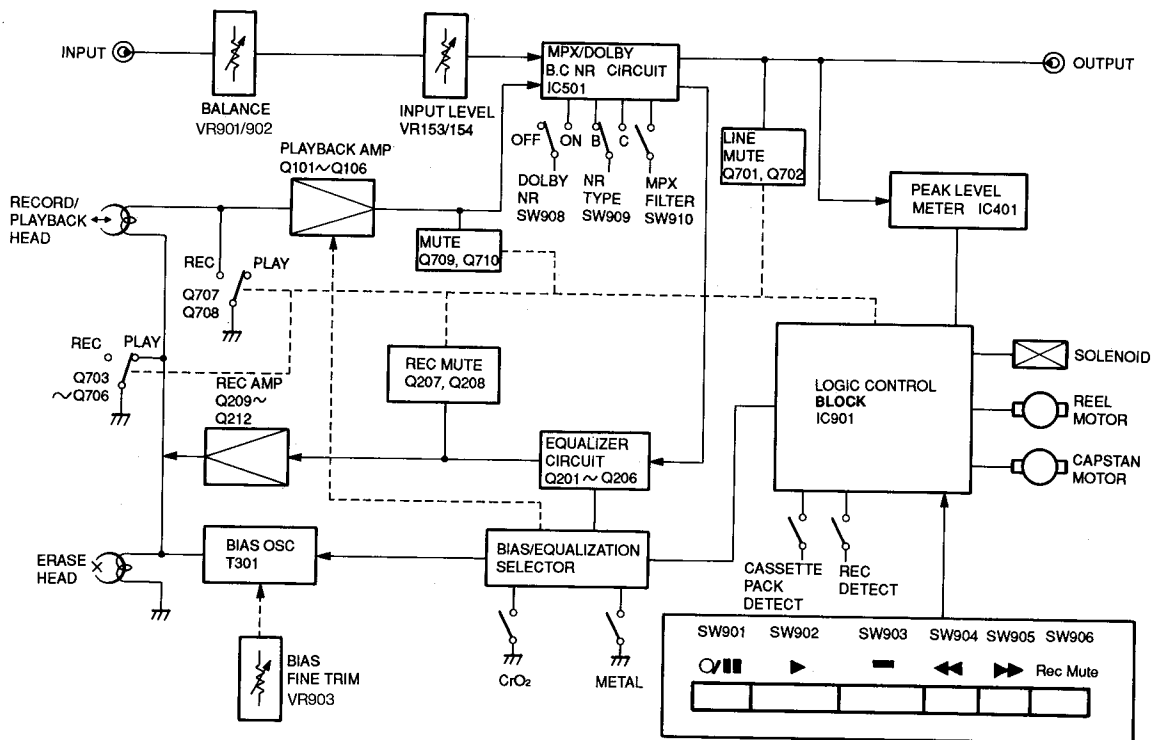 INPUT
BALANCE
VR901/902
INPUT LEVEL
VR153/154
MPX/DOLBY
B.C NR CIRCUIT
IC501
OUTPUT
OFF
ON
B
C
DOLBY
NR
SW908
NR
TYPE
SW909
MPX
FILTER
SW910
LINE
MUTE
Q701, Q702
PEAK LEVEL
METER IC401
PLAYBACK AMP
Q101～Q106
RECORD/
PLAYBACK
HEAD
MUTE
Q709, Q710
REC
PLAY
Q707
Q708
REC
PLAY
Q703
～Q706
REC AMP
Q209～
Q212
REC MUTE
Q207, Q208
EQUALIZER
CIRCUIT
Q201～Q206
LOGIC CONTROL
BLOCK
IC901
SOLENOID
REEL
MOTOR
CAPSTAN
MOTOR
ERASE
HEAD
BIAS OSC
T301
BIAS/EQUALIZATION
SELECTOR
CASSETTE
PACK
DETECT
REC
DETECT
BIAS
FINE TRIM
VR903
CrO₂
METAL
SW901 SW902 SW903 SW904 SW905 SW906
Rec Mute